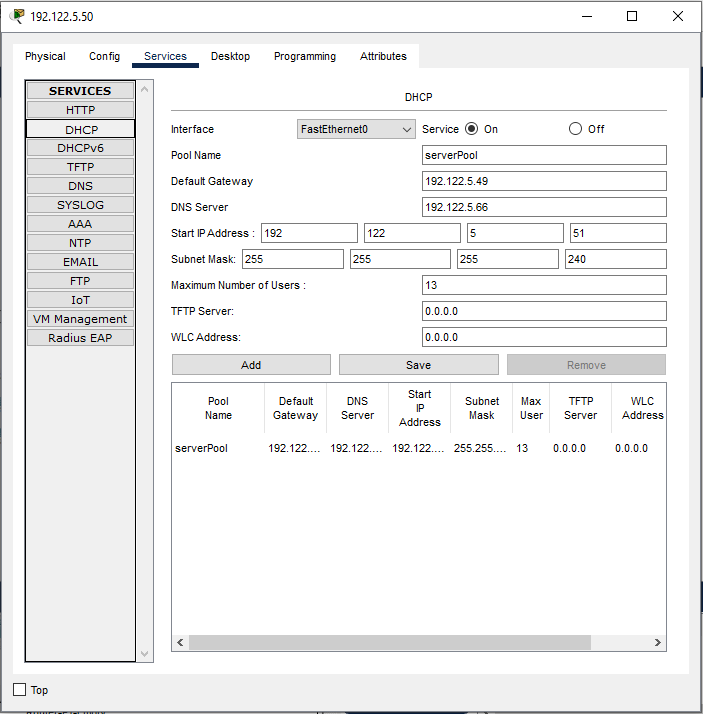 192.122.5.50
Physical Config Services Desktop Programming Attributes
SERVICES
HTTP
DHCP
DHCPv6
TFTP
DNS
SYSLOG
AAA
NTP
EMAIL
FTP
IoT
VM Management
Radius EAP
DHCP
Interface FastEthernet0 Service On Off
Pool Name serverPool
Default Gateway 192.122.5.49
DNS Server 192.122.5.66
Start IP Address : 192 122 5 51
Subnet Mask: 255 255 255 240
Maximum Number of Users : 13
TFTP Server: 0.0.0.0
WLC Address: 0.0.0.0
Add Save Remove
Pool Name Default Gateway DNS Server Start IP Address Subnet Mask Max User TFTP Server WLC Address
serverPool 192.122.... 192.122.... 192.122.... 255.255.... 13 0.0.0.0 0.0.0.0
Top